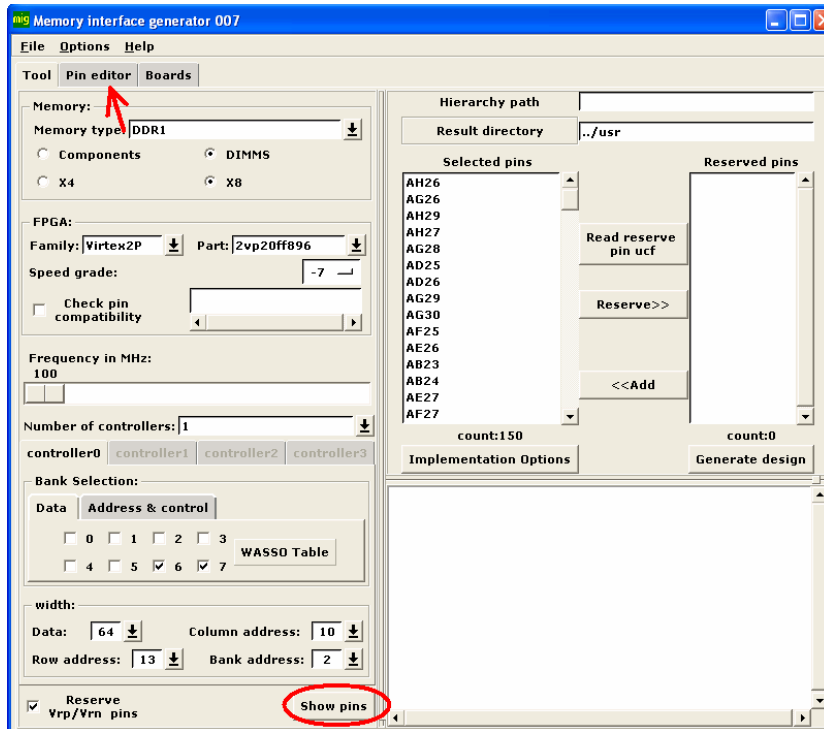 mig Memory interface generator 007
File Options Help
Tool Pin editor Boards
Memory:
Memory type: DDR1
Components DIMMS
X4 X8
FPGA:
Family: Virtex2P Part: 2vp20ff896
Speed grade: -7
Check pin
compatibility
Frequency in MHz:
100
Number of controllers: 1
controller0 controller1 controller2 controller3
Bank Selection:
Data Address & control
0 1 2 3
WASSO Table
4 5 6 7
width:
Data: 64 Column address: 10
Row address: 13 Bank address: 2
Reserve
Vrp/Vrn pins
Show pins
Hierarchy path
Result directory ../usr
Selected pins
AH26
AG26
AH29
AH27
AG28
AD25
AD26
AG29
AG30
AF25
AE26
AB23
AB24
AE27
AF27
count:150
Implementation Options
Read reserve
pin ucf
Reserve>>
<<Add
Reserved pins
count:0
Generate design